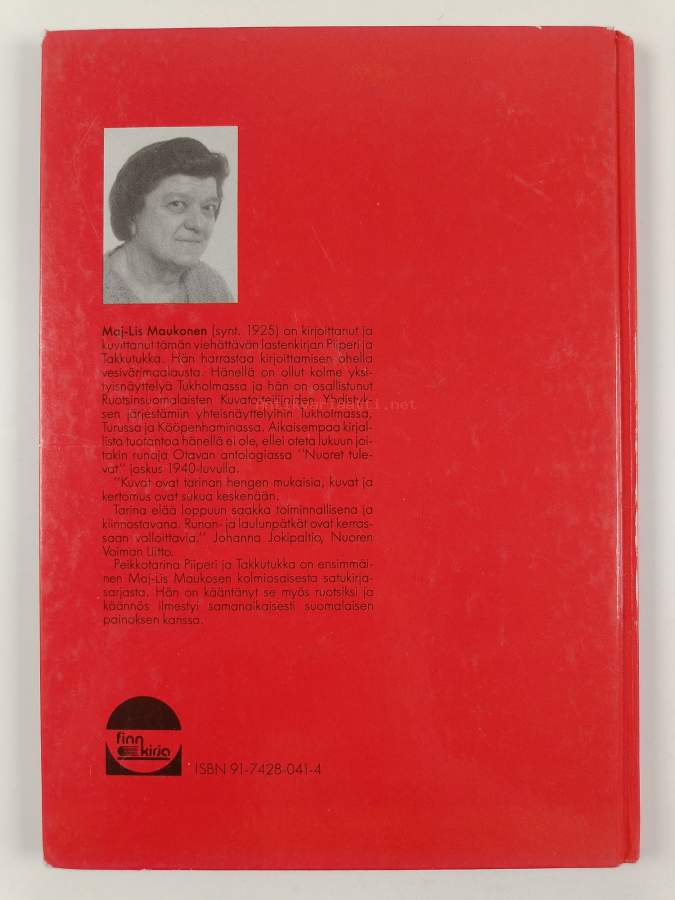 Maj-Lis Maukonen (synt. 1925) on kirjoittanut ja
kuvittanut tämän viehättävän lastenkirjan Piiperi ja
Takkutukka. Hän harrastaa kirjoittamisen ohella
vesivärimaalausta. Hänellä on ollut kolme yksi-
tyisnäyttelyä Tukholmassa ja hän on osallistunut
Ruotsinsuomalaisten Kuvataiteilijoiden Yhdistyk-
sen järjestämiin yhteisnäyttelyihin Tukholmassa,
Turussa ja Kööpenhaminassa. Aikaisempaa kirjal-
lista tuotantoa hänellä ei ole, ellei oteta lukuun joi-
takin runoja Otavan antologiassa "Nuoret tule-
vat" joskus 1940-luvulla.
"Kuvat ovat tarinan hengen mukaisia, kuvat ja
kertomus ovat sukua keskenään.
Tarina elää loppuun saakka toiminnallisena ja
kiinnostavana. Runon- ja laulunpätkät ovat kerras-
saan valloittavia." Johanna Jokipaltio, Nuoren
Voiman Liitto.
Peikkotarina Piiperi ja Takkutukka on ensimmäi-
nen Maj-Lis Maukosen kolmiosaisesta satukirja-
sarjasta. Hän on kääntänyt se myös ruotsiksi ja
käännös ilmestyi samanaikaisesti suomalaisen
painoksen kanssa.
finn
kirja
ISBN 91-7428-041-4